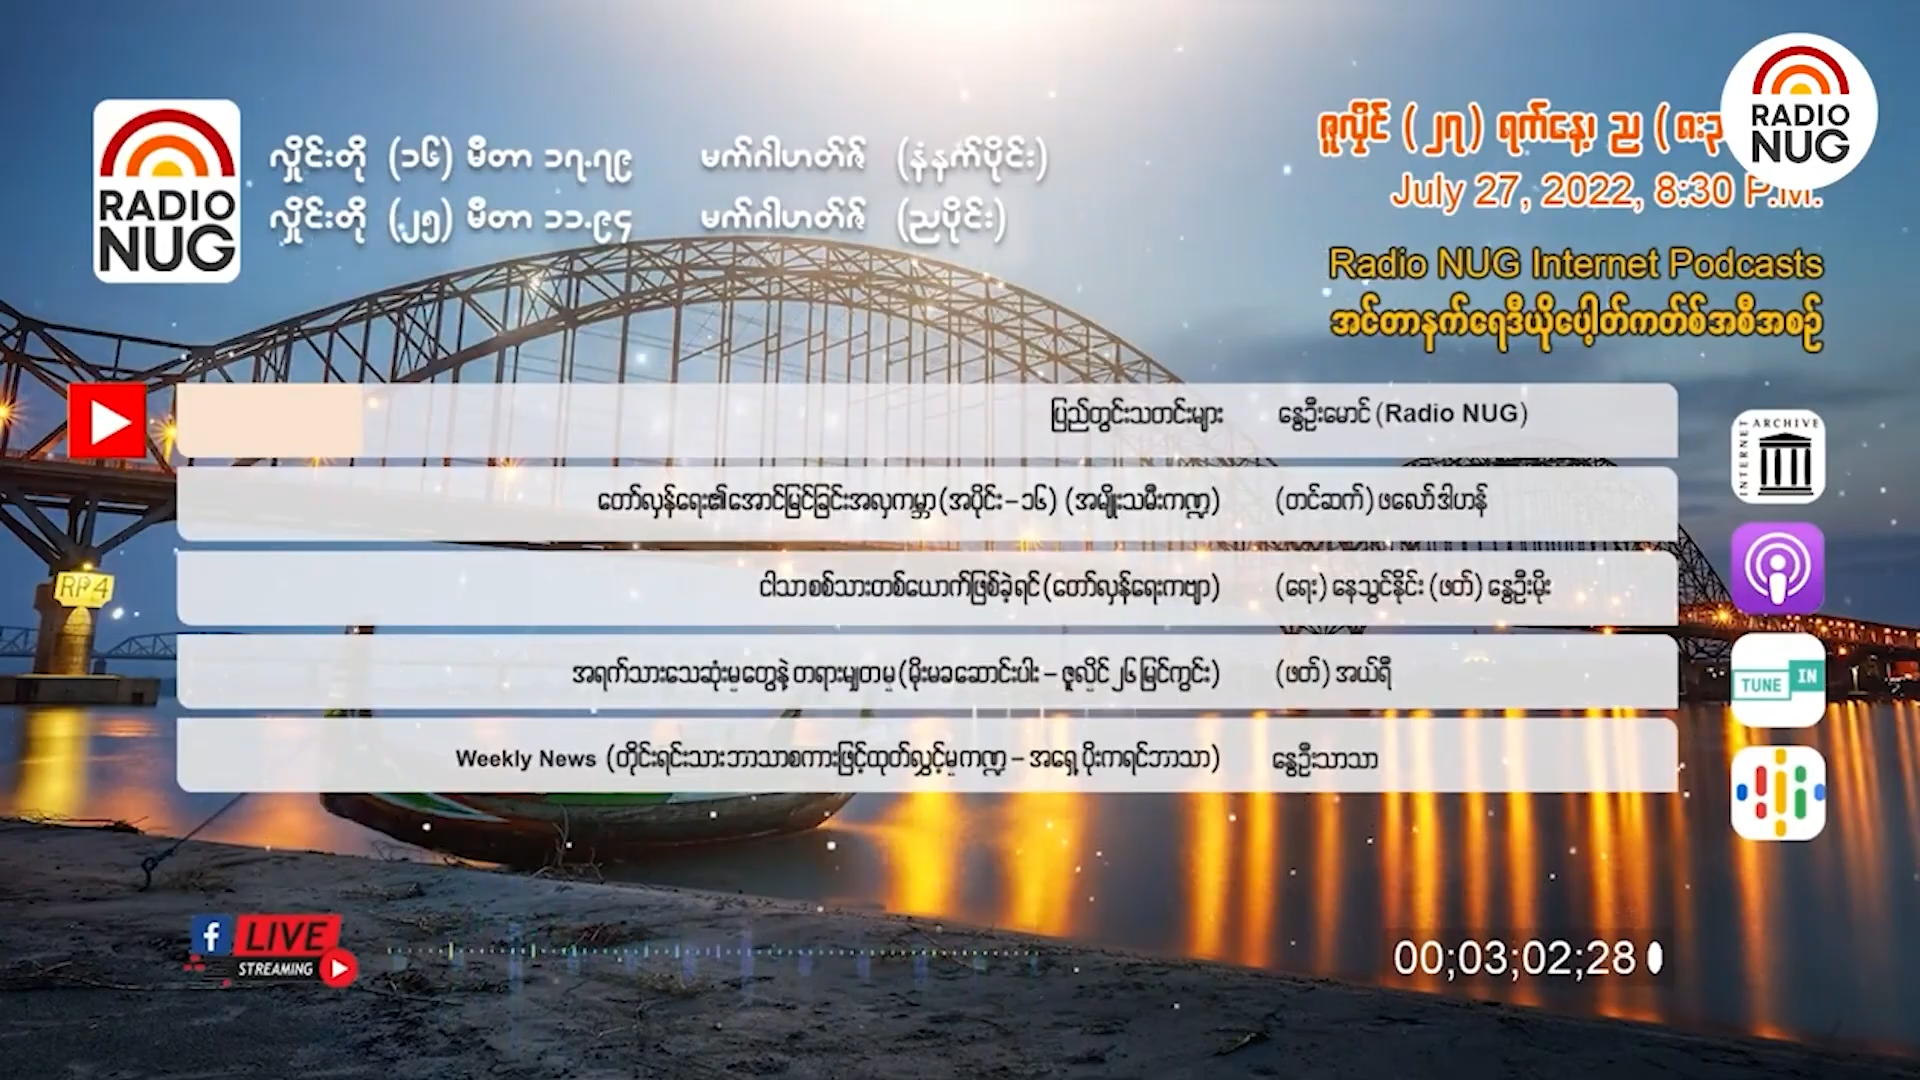 RADIO
NUG
လှိုင်းတို (၁၆) မီတာ ၁၇.၇၉ မက်ဂါဟတ်ဇ် (နံနက်ပိုင်း)
လှိုင်းတို (၂၅) မီတာ ၁၁.၉၄ မက်ဂါဟတ်ဇ် (ညပိုင်း)
ဇူလိုင် (၂၇) ရက်နေ့၊ ည
RADIO
NUG
July 27, 2022, 8:30 P.M.
Radio NUG Internet Podcasts
အင်တာနက်ရေဒီယိုပေါ့တ်ကတ်စ်အစီအစဉ်
ပြည်တွင်းသတင်းများ နွေဦးမောင် (Radio NUG)
တော်လှန်ရေး၏အောင်မြင်ခြင်းအလှကမ္ဘာ (အပိုင်း – ၁၆) (အမျိုးသမီးကဏ္ဍ) (တင်ဆက်) ဖလော်ဒါဟန်
ငါသာစစ်သားတစ်ယောက်ဖြစ်ခဲ့ရင် (တော်လှန်ရေးကဗျာ) (ရေး) နေသွင်နိုင်း (ဖတ်) နွေဦးမိုး
အရက်သားသေဆုံးမှုတွေနဲ့ တရားမျှတမှု (မိုးမခဆောင်းပါး – ဇူလိုင် ၂၆ မြင်ကွင်း) (ဖတ်) အယ်ရီ
Weekly News (တိုင်းရင်းသားဘာသာစကားဖြင့်ထုတ်လွှင့်မှုကဏ္ဍ – အရှေ့ပိုးကရင်ဘာသာ) နွေဦးသာသာ
INTERNET ARCHIVE
TUNE IN
RP4
f LIVE
STREAMING
00;03;02;28